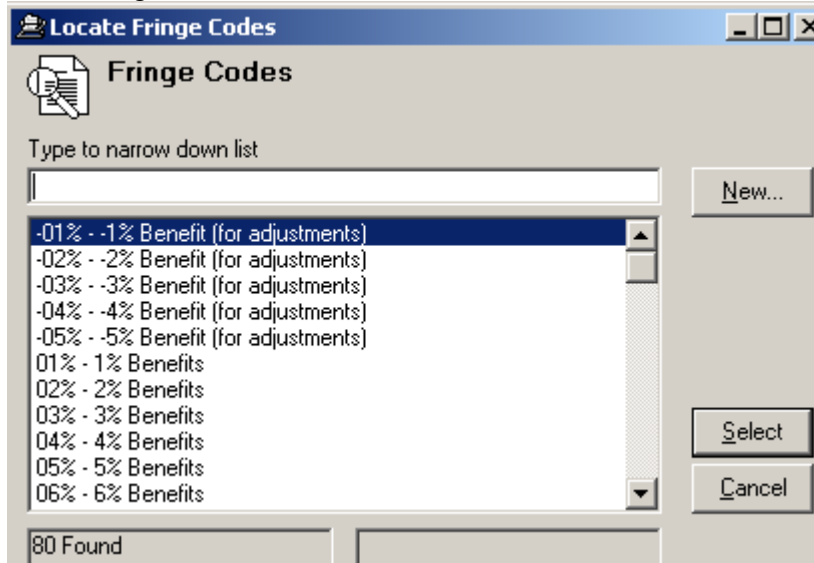 Locate Fringe Codes
Fringe Codes
Type to narrow down list
New...
-01% - -1% Benefit (for adjustments)
-02% - -2% Benefit (for adjustments)
-03% - -3% Benefit (for adjustments)
-04% - -4% Benefit (for adjustments)
-05% - -5% Benefit (for adjustments)
01% - 1% Benefits
02% - 2% Benefits
03% - 3% Benefits
04% - 4% Benefits
05% - 5% Benefits
06% - 6% Benefits
Select
Cancel
80 Found